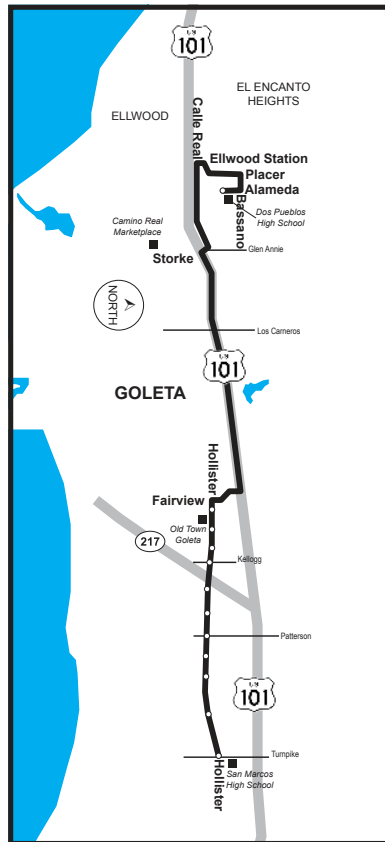 US
101
EL ENCANTO
HEIGHTS
ELLWOOD
Calle Real
Ellwood Station
Placer
Alameda
Bassano
Dos Pueblos
High School
Camino Real
Marketplace
Storke
Glen Annie
NORTH
Los Carneros
US
101
GOLETA
Hollister
Fairview
Old Town
Goleta
217
Kellogg
Patterson
US
101
Turnpike
Hollister
San Marcos
High School